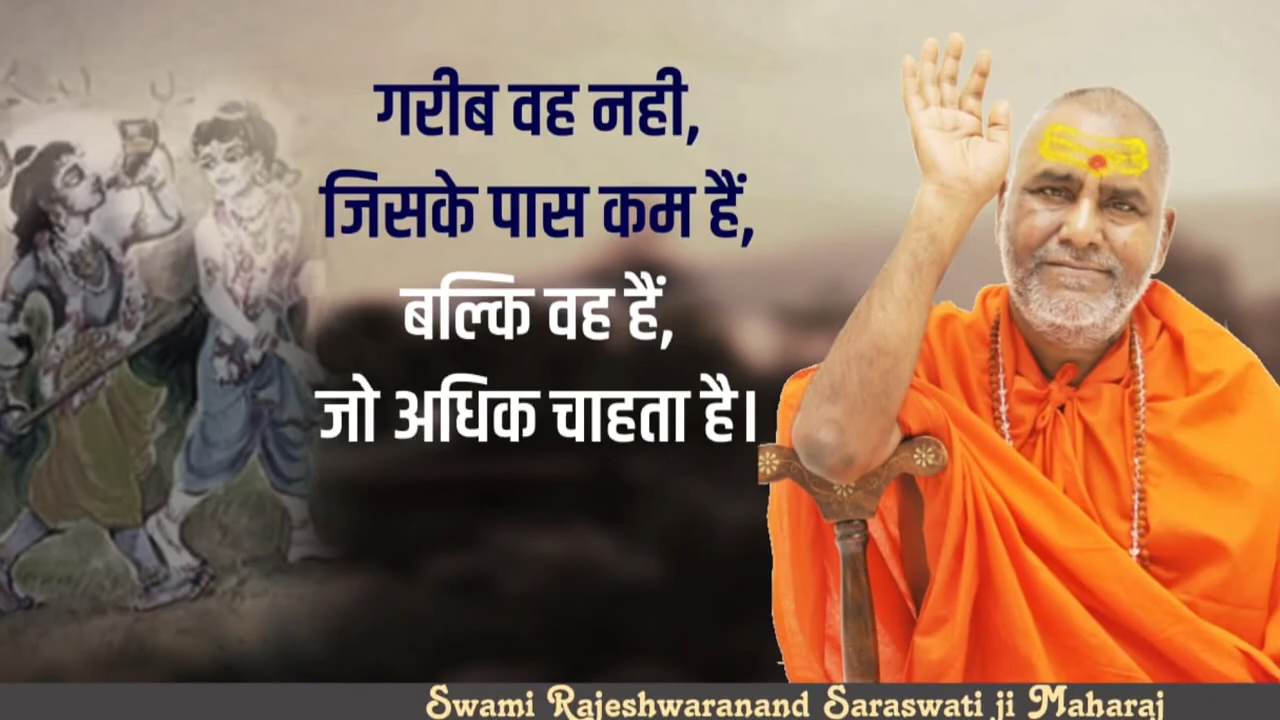 गरीब वह नही,
जिसके पास कम हैं,
बल्कि वह हैं,
जो अधिक चाहता है।
Swami Rajeshwaranand Saraswati ji Maharaj